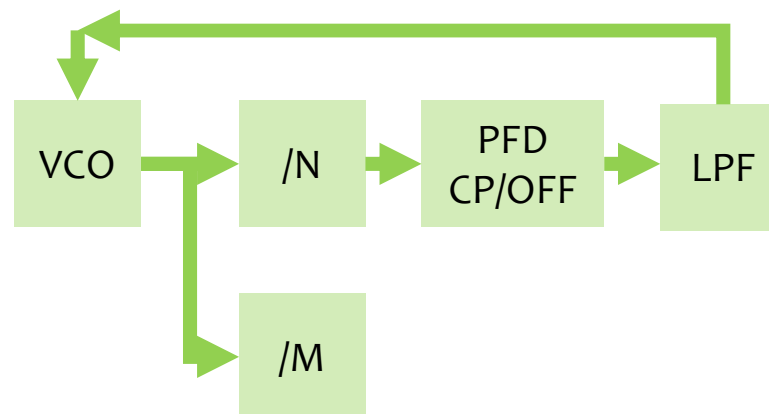 VCO
/N
PFD
CP/OFF
LPF
/M